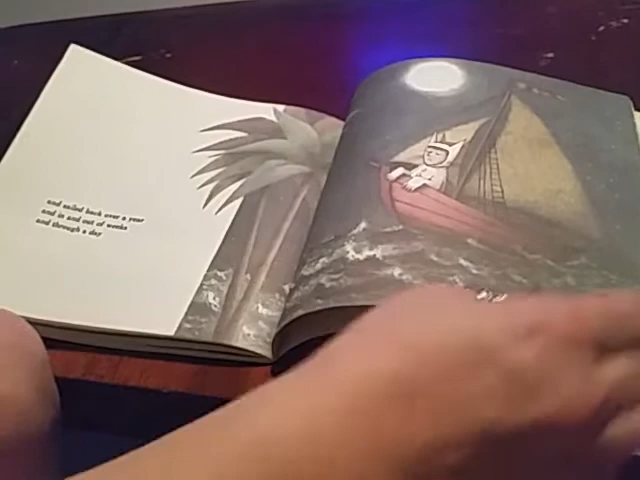 and sailed back over a year
and in and out of weeks
and through a day